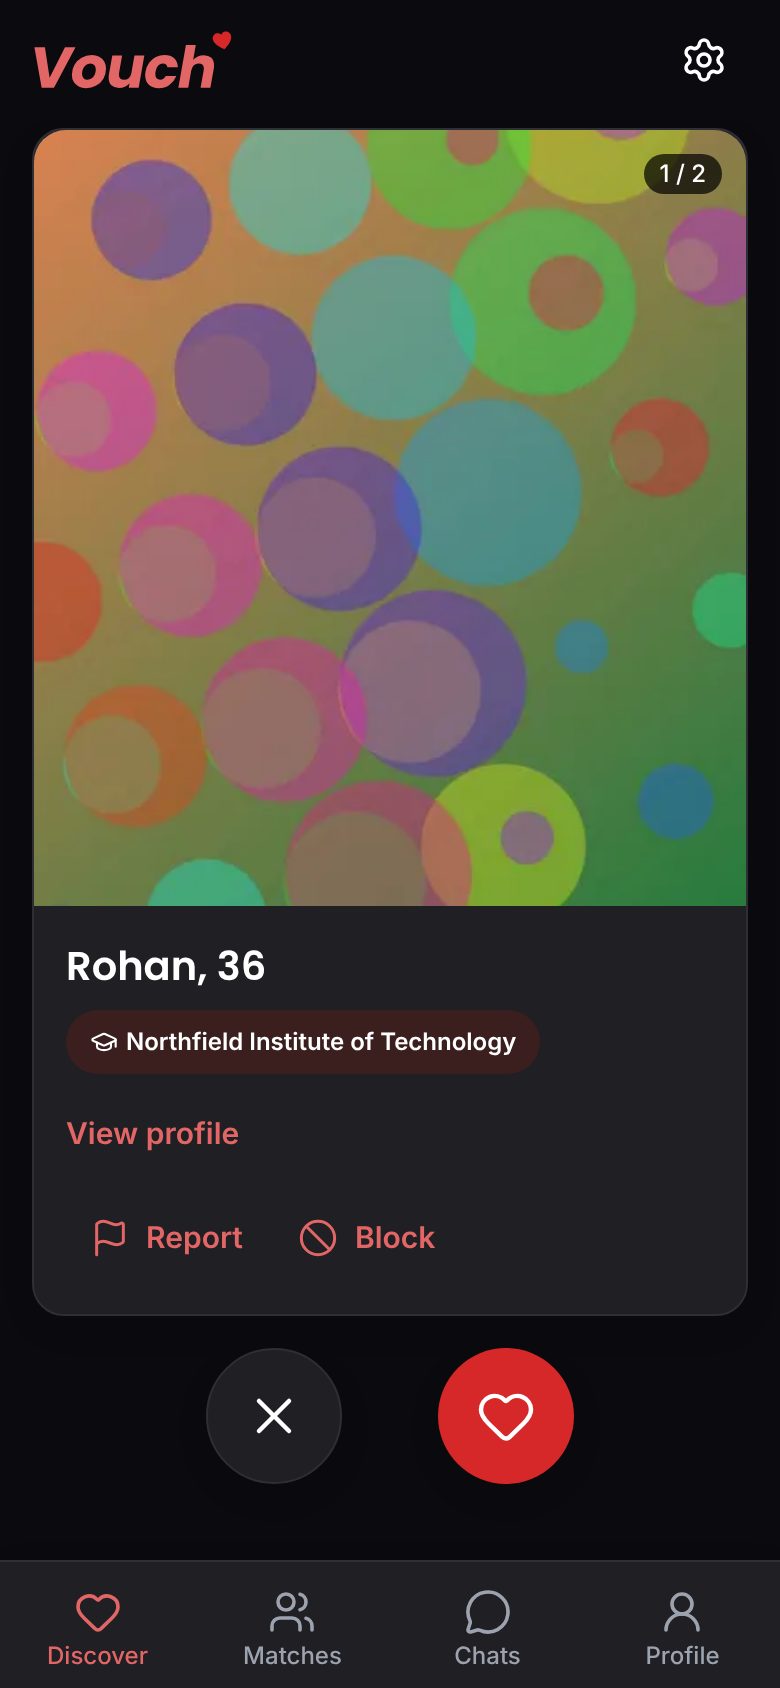 Vouch
1 / 2
Rohan, 36
Northfield Institute of Technology
View profile
Report Block
Discover Matches Chats Profile